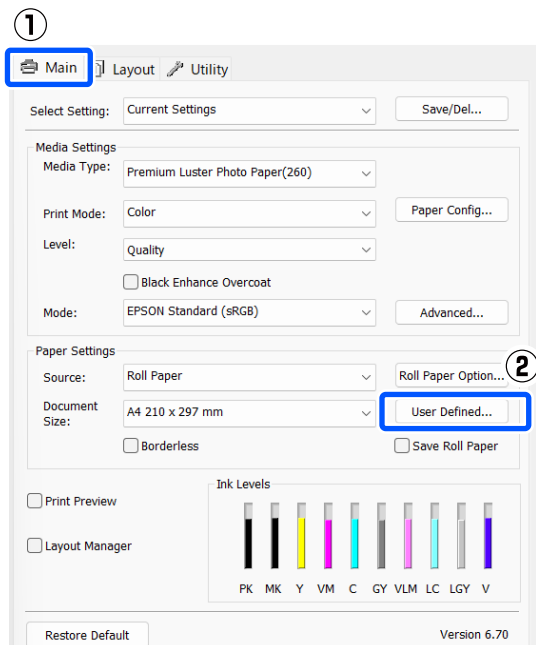 ①
Main Layout Utility
Select Setting: Current Settings Save/Del...
Media Settings
Media Type: Premium Luster Photo Paper(260)
Print Mode: Color Paper Config...
Level: Quality
Black Enhance Overcoat
Mode: EPSON Standard (sRGB) Advanced...
Paper Settings
②
Source: Roll Paper Roll Paper Option...
Document
Size: A4 210 x 297 mm User Defined...
Borderless Save Roll Paper
Ink Levels
Print Preview
Layout Manager
PK MK Y VM C GY VLM LC LGY V
Restore Default Version 6.70